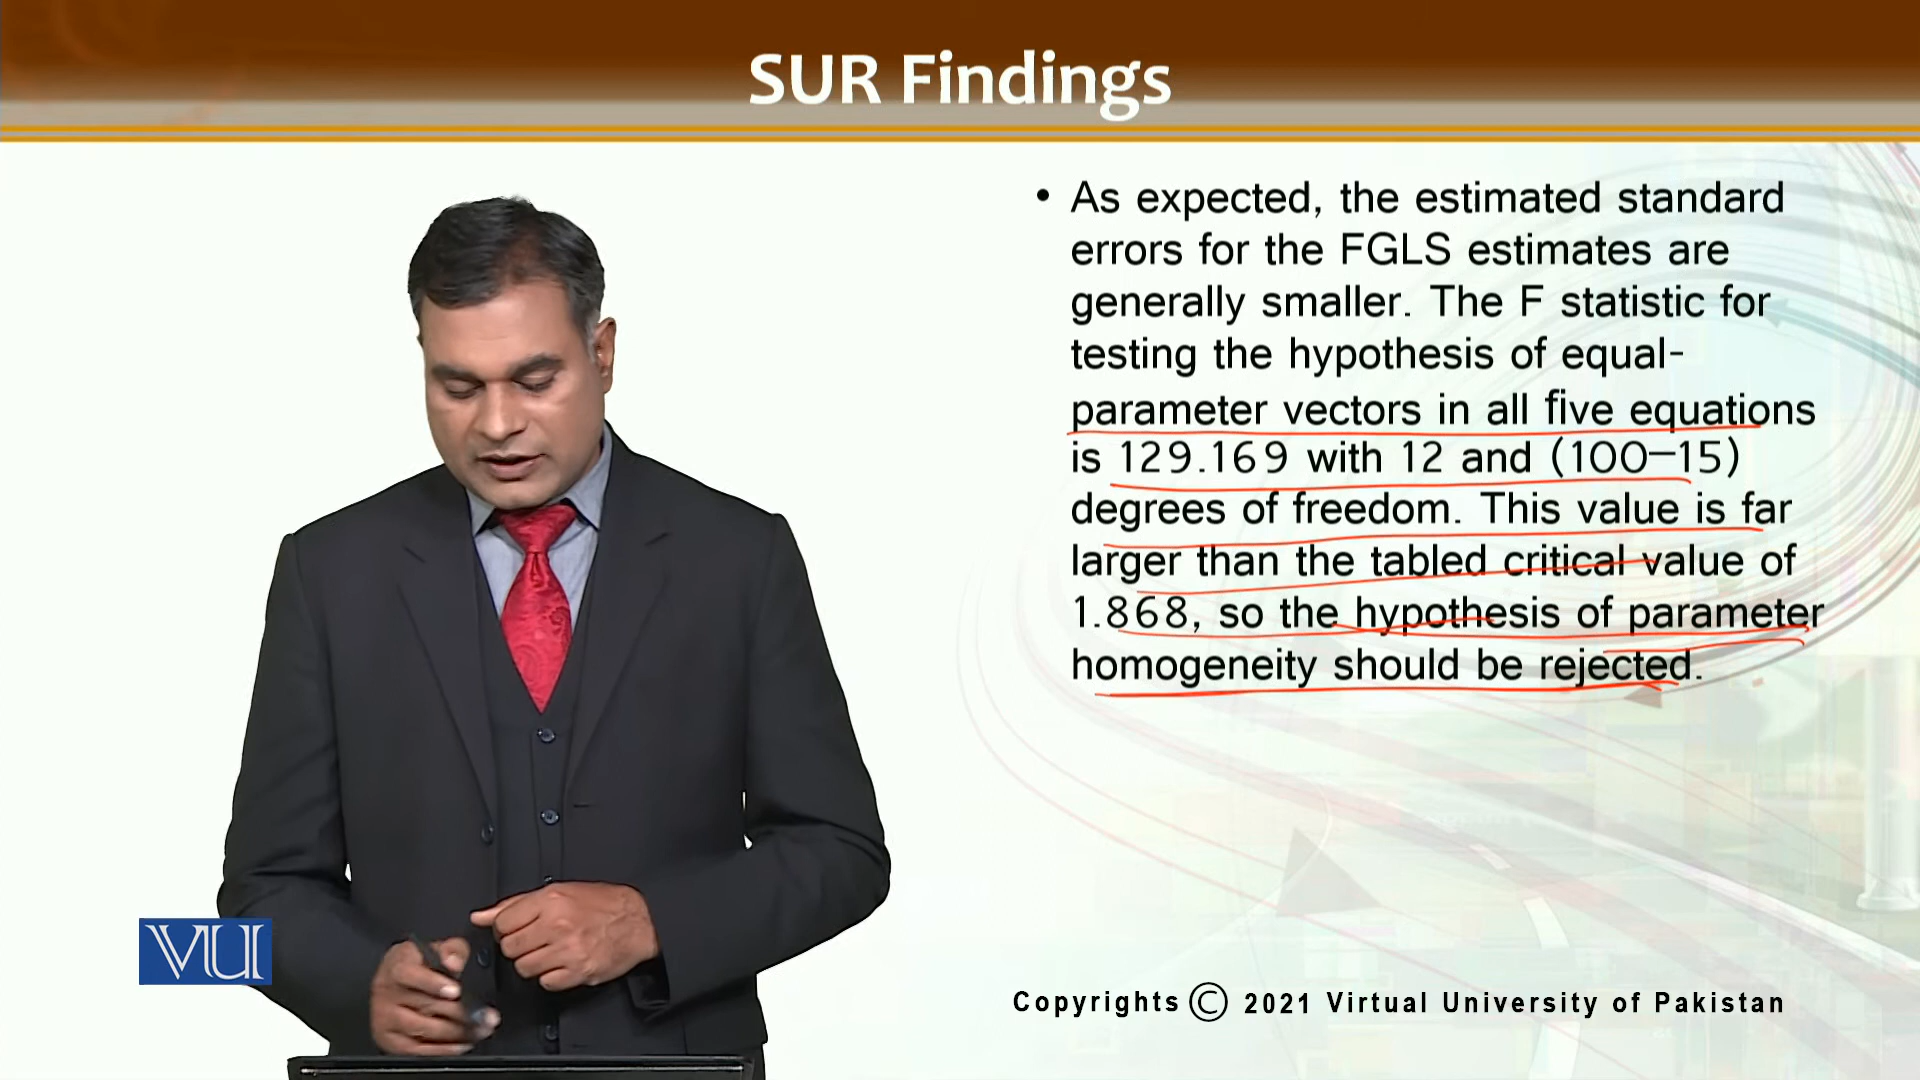 SUR Findings
• As expected, the estimated standard
errors for the FGLS estimates are
generally smaller. The F statistic for
testing the hypothesis of equal-
parameter vectors in all five equations
is 129.169 with 12 and (100–15)
degrees of freedom. This value is far
larger than the tabled critical value of
1.868, so the hypothesis of parameter
homogeneity should be rejected.
VU
Copyrights © 2021 Virtual University of Pakistan